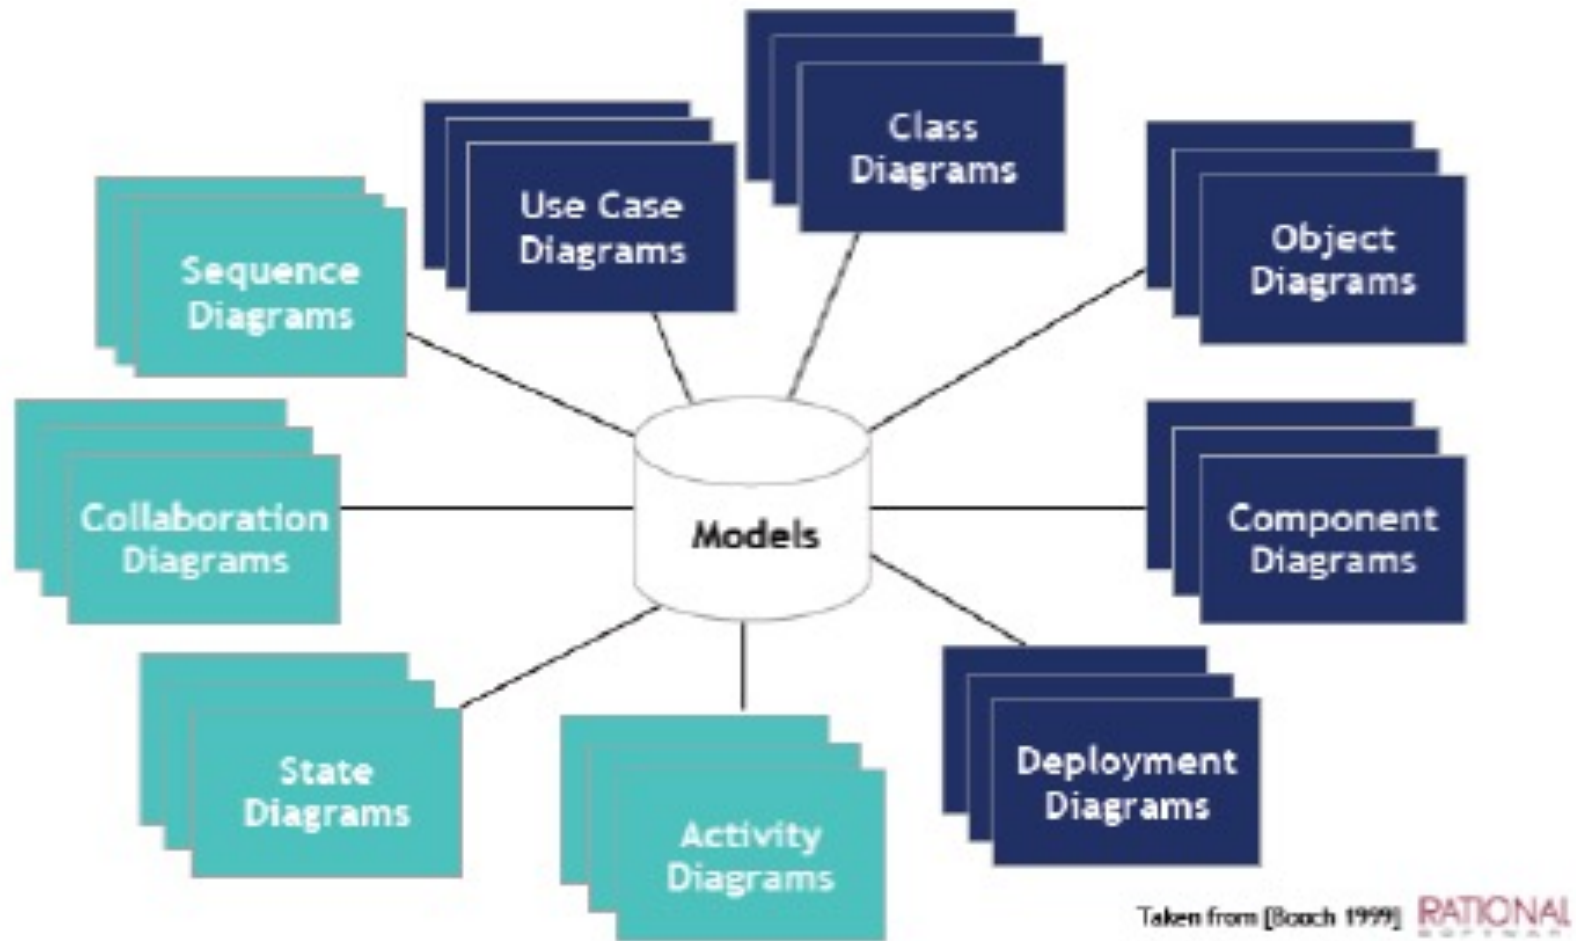 Class
Diagrams
Use Case
Diagrams
Object
Diagrams
Sequence
Diagrams
Collaboration
Diagrams
Models
Component
Diagrams
State
Diagrams
Activity
Diagrams
Deployment
Diagrams
Taken from [Booch 1999]
RATIONAL